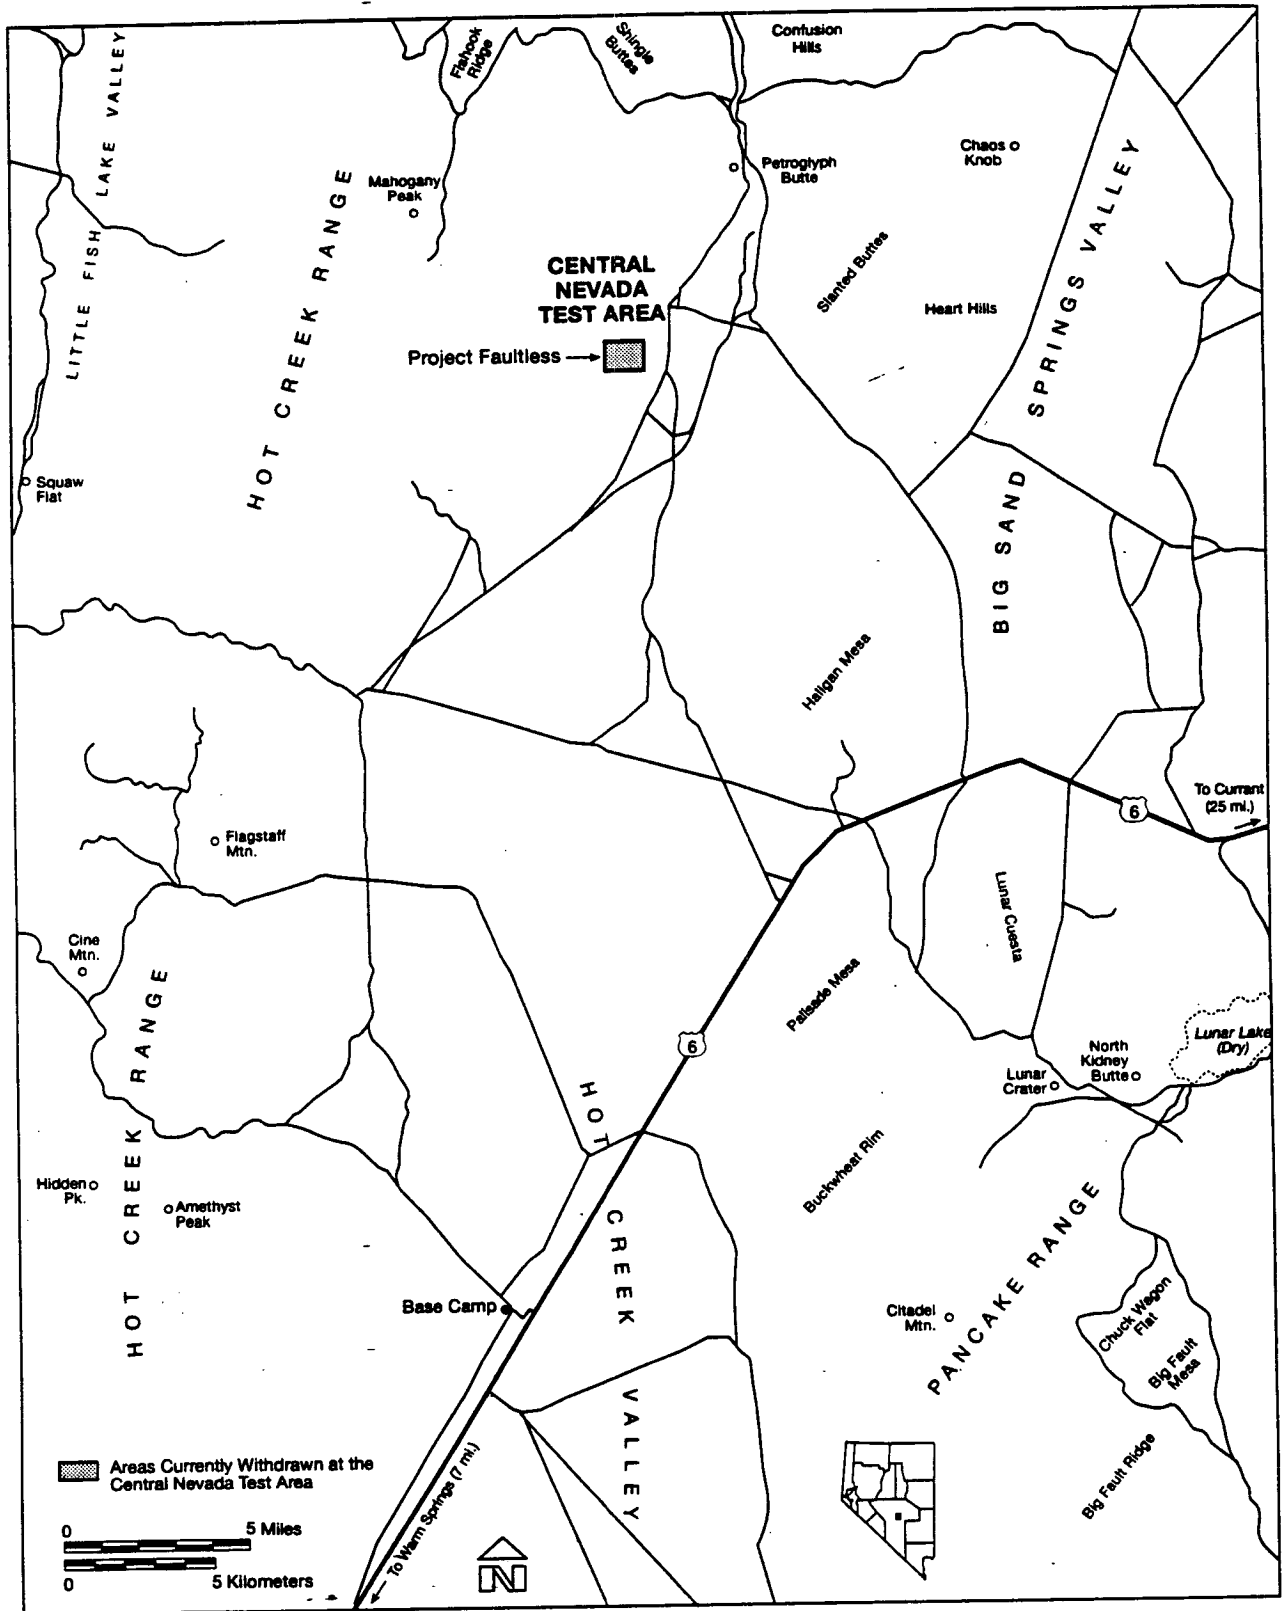 Fishook
Ridge
Shingle
Buttes
Confusion
Hills
LITTLE FISH LAKE VALLEY
Mahogany
Peak
Petroglyph
Butte
Chaos
Knob
HOT CREEK RANGE
CENTRAL
NEVADA
TEST AREA
Project Faultless
Slanted Buttes
Heart Hills
BIG SAND SPRINGS VALLEY
Squaw
Flat
Halligan Mesa
To Currant
(25 mi.)
6
Flagstaff
Mtn.
Lunar Cuesta
Cine
Mtn.
Palisade Mesa
6
Lunar Lake
(Dry)
North
Kidney
Butte
Lunar
Crater
HOT CREEK RANGE
HOT CREEK VALLEY
Buckwheat Rim
Hidden
Pk.
Amethyst
Peak
PANCAKE RANGE
Base Camp
Citadel
Mtn.
Chuck Wagon
Flat
Big Fault
Mesa
Big Fault Ridge
Areas Currently Withdrawn at the
Central Nevada Test Area
To Warm Springs (7 mi.)
0 5 Miles
0 5 Kilometers
N